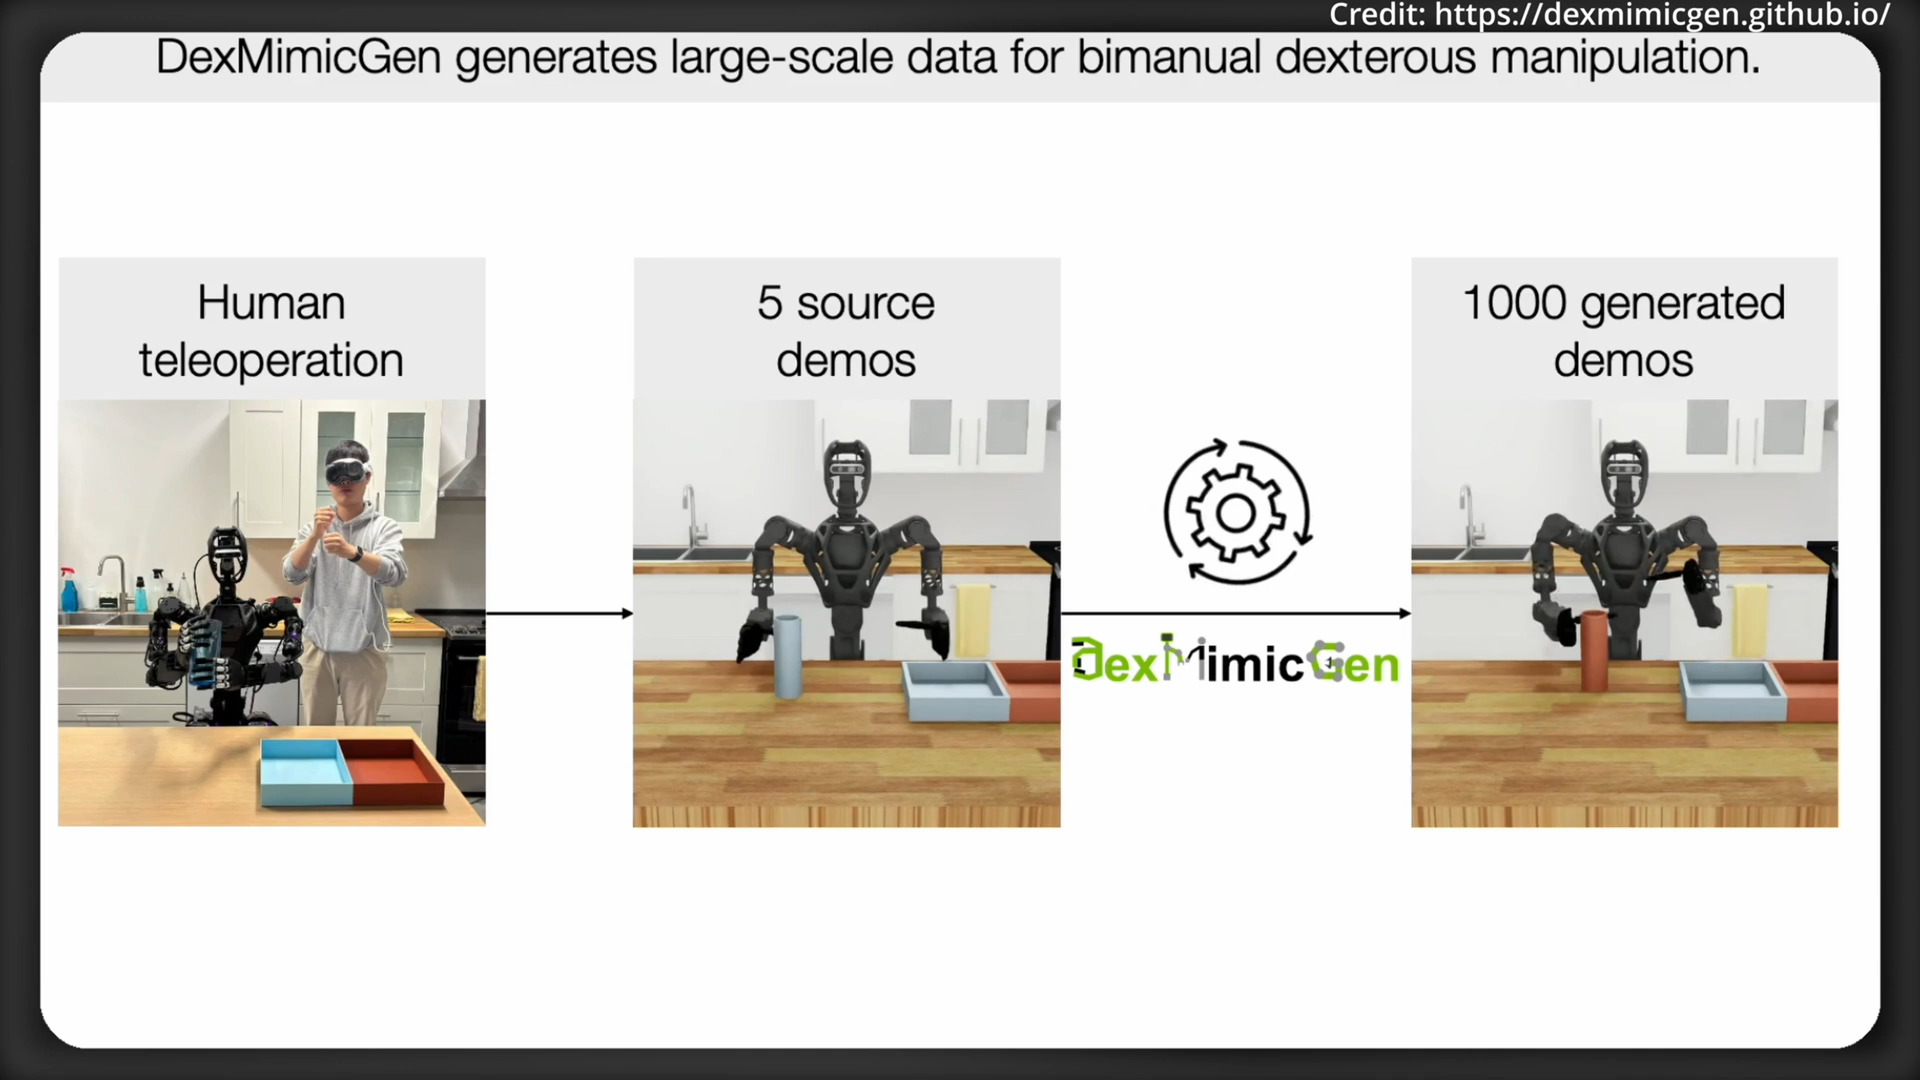 Credit: https://dexmimicgen.github.io/
DexMimicGen generates large-scale data for bimanual dexterous manipulation.
Human
teleoperation
5 source
demos
DexMimicGen
1000 generated
demos